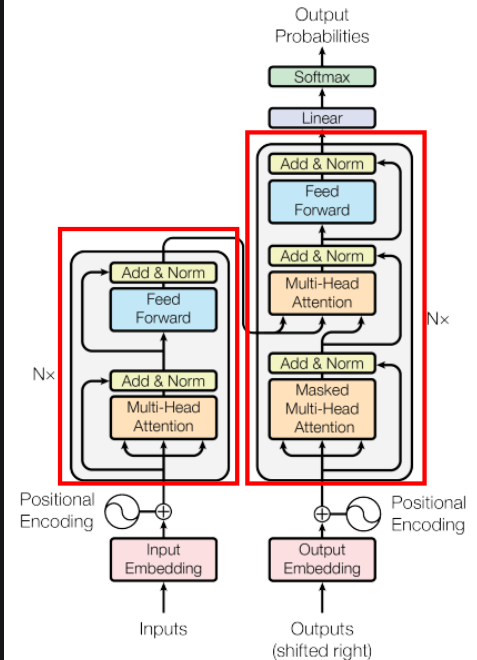 Output
Probabilities
Softmax
Linear
Add & Norm
Feed
Forward
Add & Norm
Multi-Head
Attention
Add & Norm
Masked
Multi-Head
Attention
N×
Add & Norm
Feed
Forward
Add & Norm
Multi-Head
Attention
N×
Positional
Encoding
Positional
Encoding
Input
Embedding
Output
Embedding
Inputs
Outputs
(shifted right)